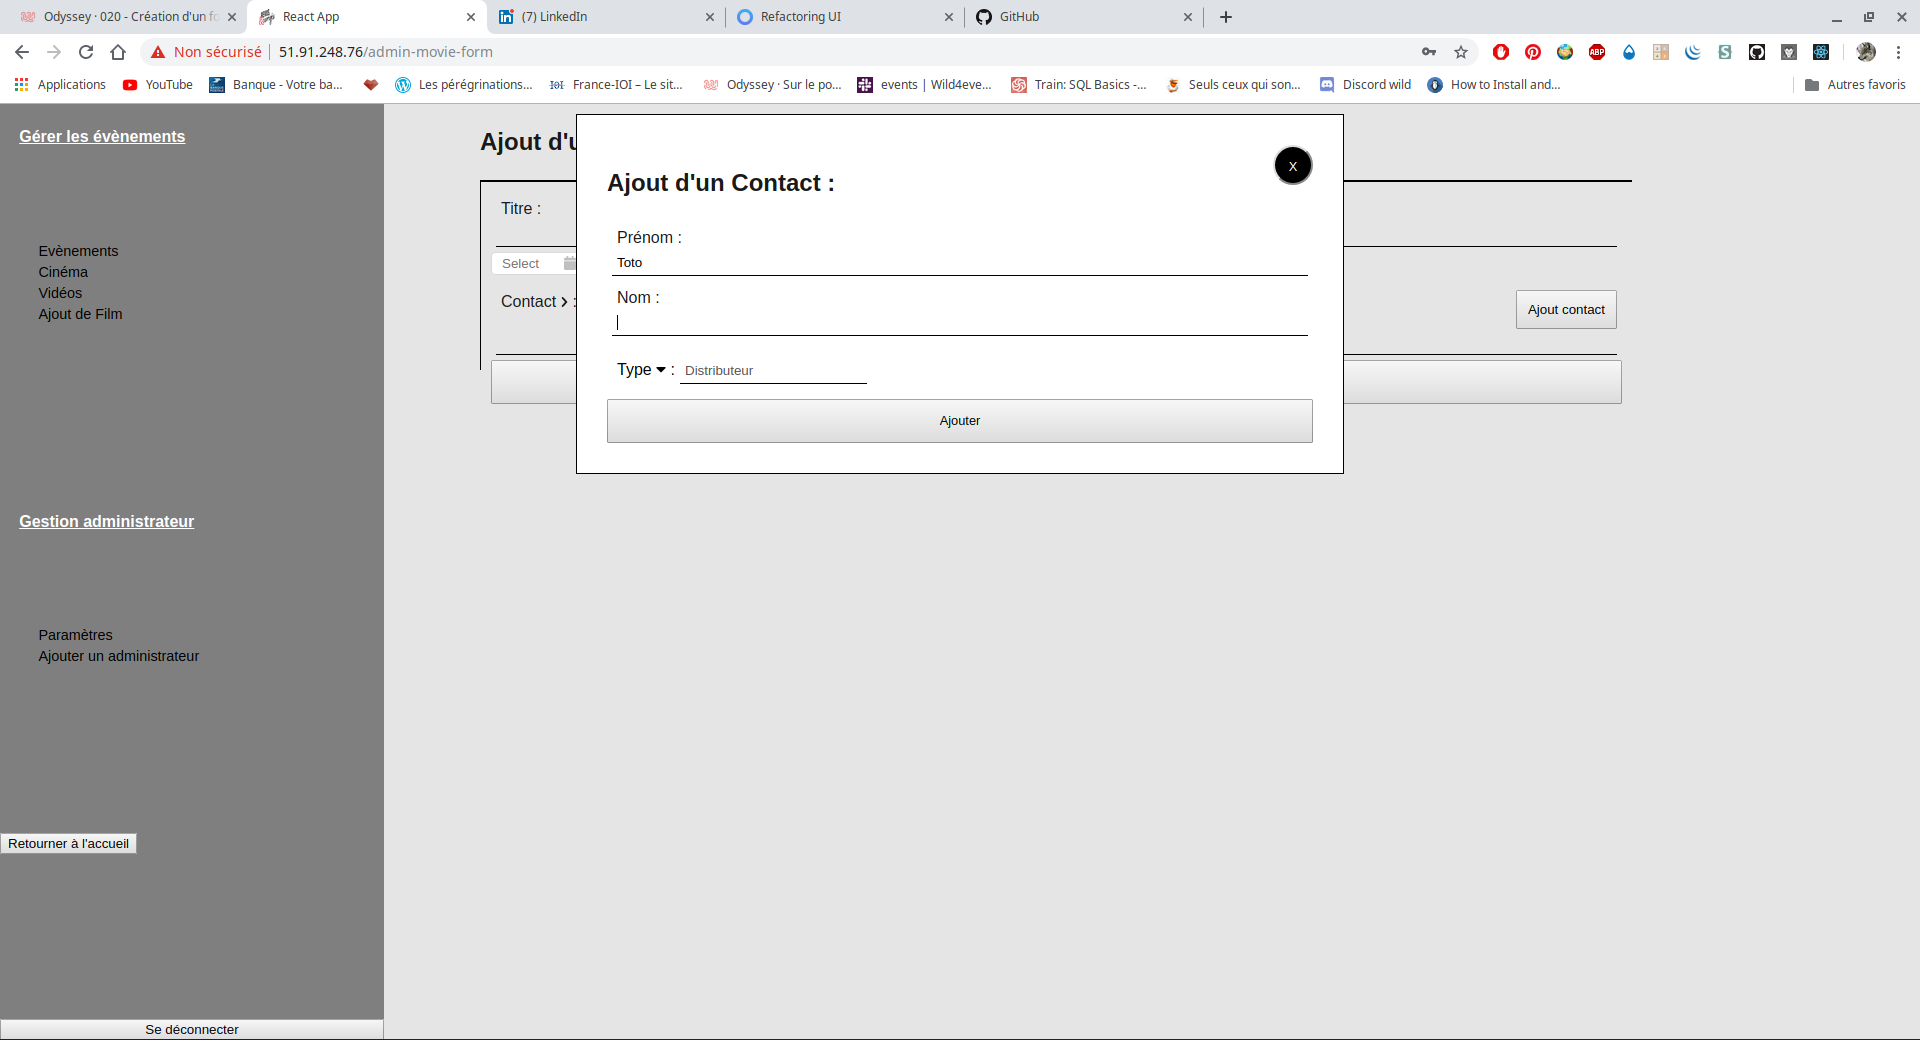 Odyssey · 020 - Création d'un fo
React App
(7) LinkedIn
Refactoring UI
GitHub
Non sécurisé
51.91.248.76/admin-movie-form
Applications
YouTube
Banque - Votre ba...
Les pérégrinations...
France-IOI – Le sit...
Odyssey · Sur le po...
events | Wild4eve...
Train: SQL Basics -...
Seuls ceux qui son...
Discord wild
How to Install and...
Autres favoris
Gérer les évènements
Evènements
Cinéma
Vidéos
Ajout de Film
Gestion administrateur
Paramètres
Ajouter un administrateur
Retourner à l'accueil
Se déconnecter
Ajout d'u
Titre :
Select
Contact > :
Ajout contact
X
Ajout d'un Contact :
Prénom :
Toto
Nom :
Type :
Distributeur
Ajouter